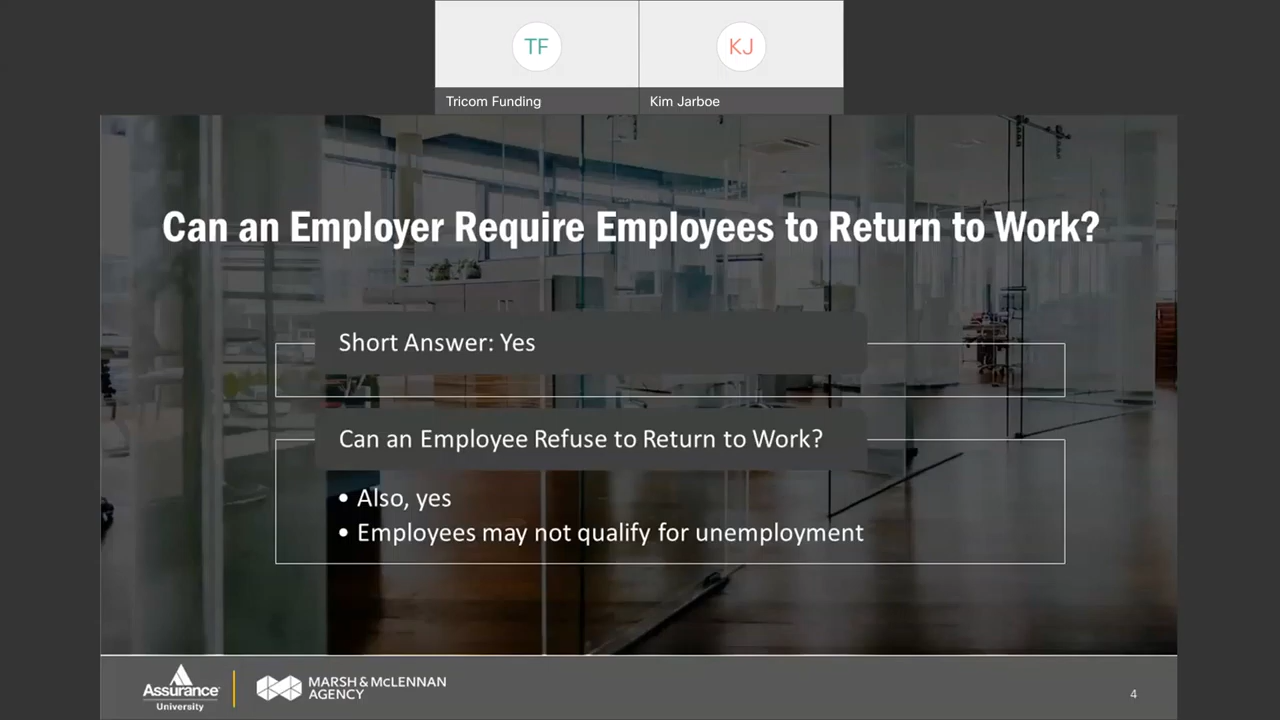 TF
KJ
Tricom Funding
Kim Jarboe
Can an Employer Require Employees to Return to Work?
Short Answer: Yes
Can an Employee Refuse to Return to Work?
• Also, yes
• Employees may not qualify for unemployment
Assurance
University
MARSH & McLENNAN
AGENCY
4